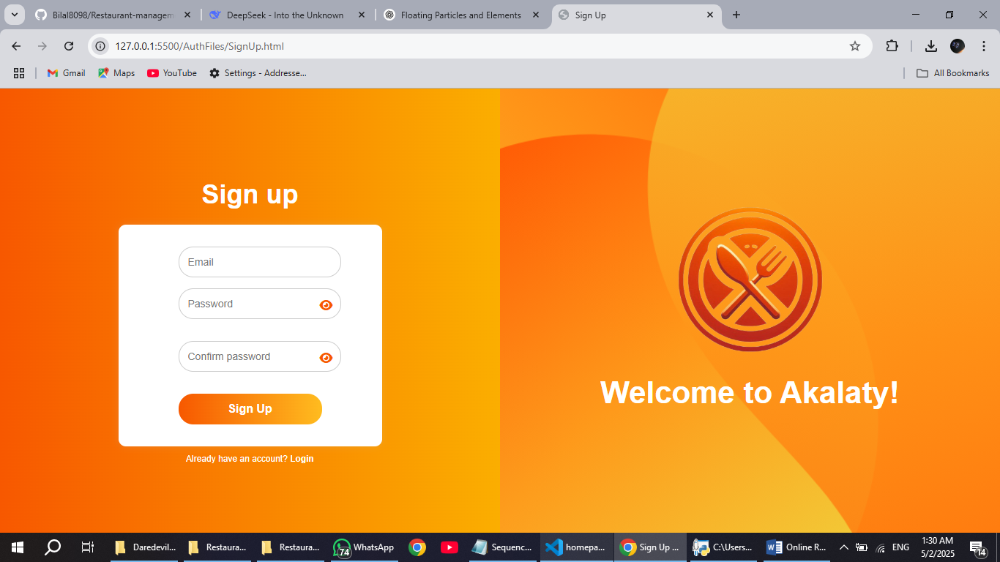 Bilal8098/Restaurant-managem
DeepSeek - Into the Unknown
Floating Particles and Elements
Sign Up
127.0.0.1:5500/AuthFiles/SignUp.html
Gmail
Maps
YouTube
Settings - Addresse...
All Bookmarks
Sign up
Email
Password
Confirm password
Sign Up
Already have an account? Login
Welcome to Akalaty!
Daredevil...
Restaura...
Restaura...
74
WhatsApp
Sequenc...
homepa...
Sign Up ...
C:\Users...
Online R...
ENG
1:30 AM
5/2/2025
14